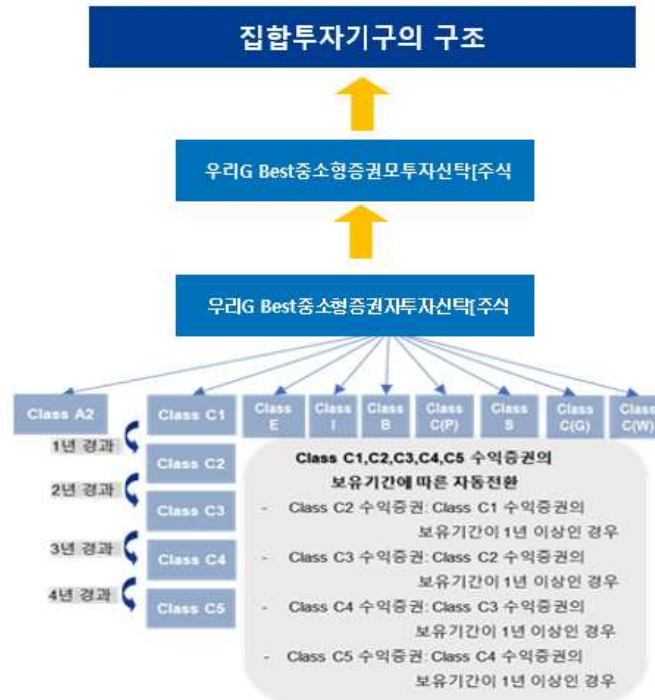 집합투자기구의 구조
우리G Best중소형증권모투자신탁[주식
우리G Best중소형증권자투자신탁[주식
Class A2
Class C1
Class
E
Class
I
Class
B
Class
C(P)
Class
S
Class
C(G)
Class
C(W)
1년 경과
Class C2
2년 경과
Class C3
3년 경과
Class C4
4년 경과
Class C5
Class C1,C2,C3,C4,C5 수익증권의
보유기간에 따른 자동전환
- Class C2 수익증권: Class C1 수익증권의
보유기간이 1년 이상인 경우
- Class C3 수익증권: Class C2 수익증권의
보유기간이 1년 이상인 경우
- Class C4 수익증권: Class C3 수익증권의
보유기간이 1년 이상인 경우
- Class C5 수익증권: Class C4 수익증권의
보유기간이 1년 이상인 경우